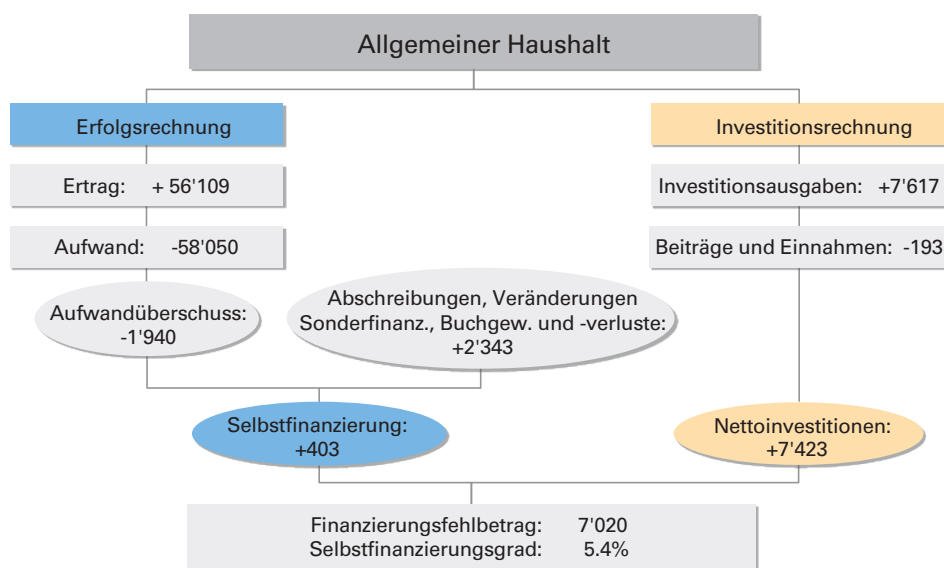 Allgemeiner Haushalt
Erfolgsrechnung
Ertrag: + 56'109
Aufwand: -58'050
Aufwandüberschuss:
-1'940
Abschreibungen, Veränderungen
Sonderfinanz., Buchgew. und -verluste:
+2'343
Selbstfinanzierung:
+403
Investitionsrechnung
Investitionsausgaben: +7'617
Beiträge und Einnahmen: -193
Nettoinvestitionen:
+7'423
Finanzierungsfehlbetrag: 7'020
Selbstfinanzierungsgrad: 5.4%